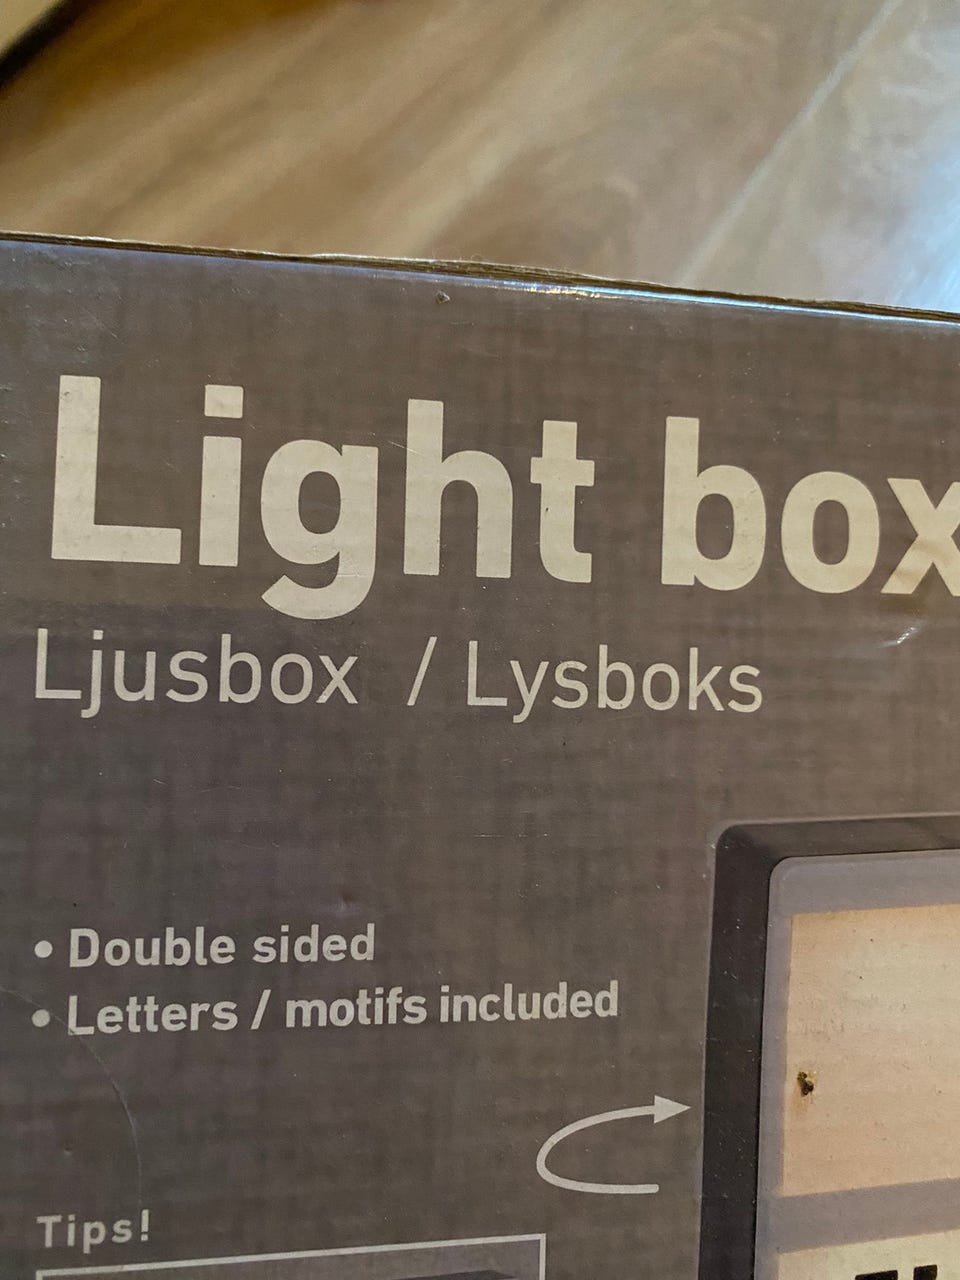 Light box
Ljusbox / Lysboks
• Double sided
• Letters / motifs included
Tips!